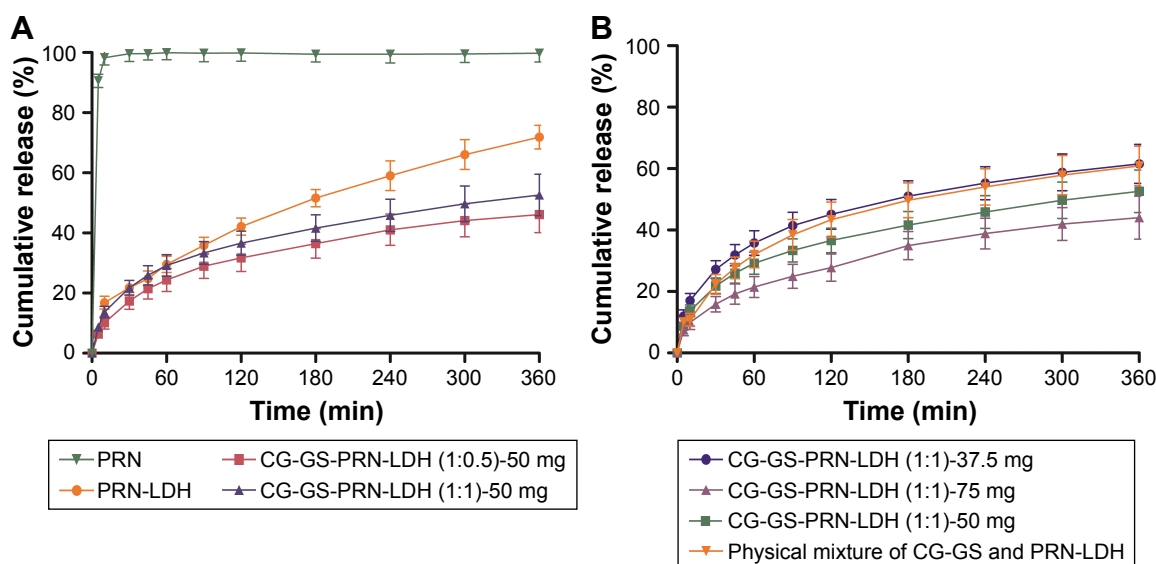 A
Cumulative release (%)
100
80
60
40
20
0
0 60 120 180 240 300 360
Time (min)
PRN
CG-GS-PRN-LDH (1:0.5)-50 mg
PRN-LDH
CG-GS-PRN-LDH (1:1)-50 mg
B
Cumulative release (%)
100
80
60
40
20
0
0 60 120 180 240 300 360
Time (min)
CG-GS-PRN-LDH (1:1)-37.5 mg
CG-GS-PRN-LDH (1:1)-75 mg
CG-GS-PRN-LDH (1:1)-50 mg
Physical mixture of CG-GS and PRN-LDH